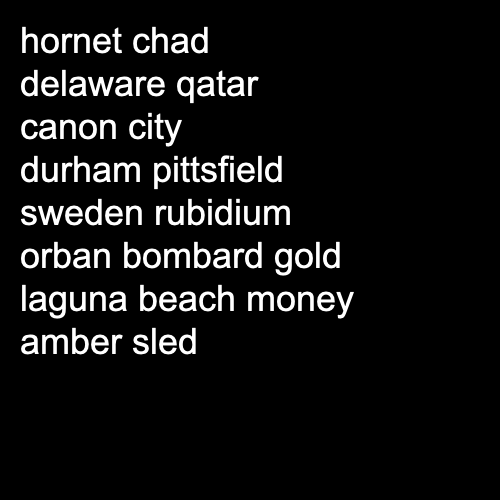 hornet chad
delaware qatar
canon city
durham pittsfield
sweden rubidium
orban bombard gold
laguna beach money
amber sled